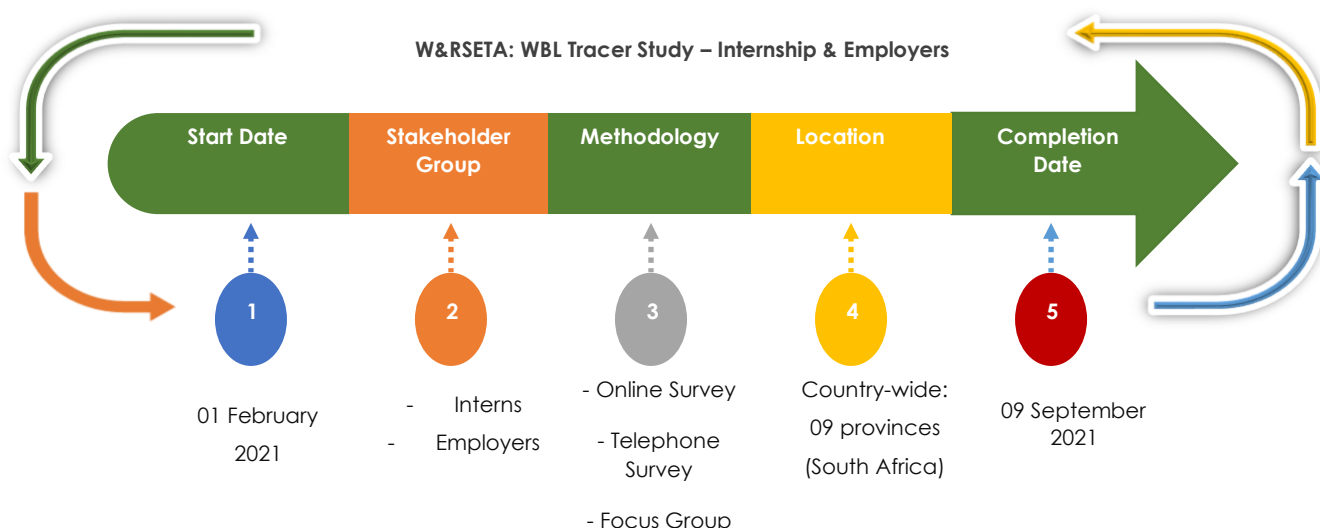 W&RSETA: WBL Tracer Study – Internship & Employers
Start Date
Stakeholder
Group
Methodology
Location
Completion
Date
1
2
3
4
5
01 February
2021
- Interns
- Employers
- Online Survey
- Telephone
Survey
- Focus Group
Country-wide:
09 provinces
(South Africa)
09 September
2021